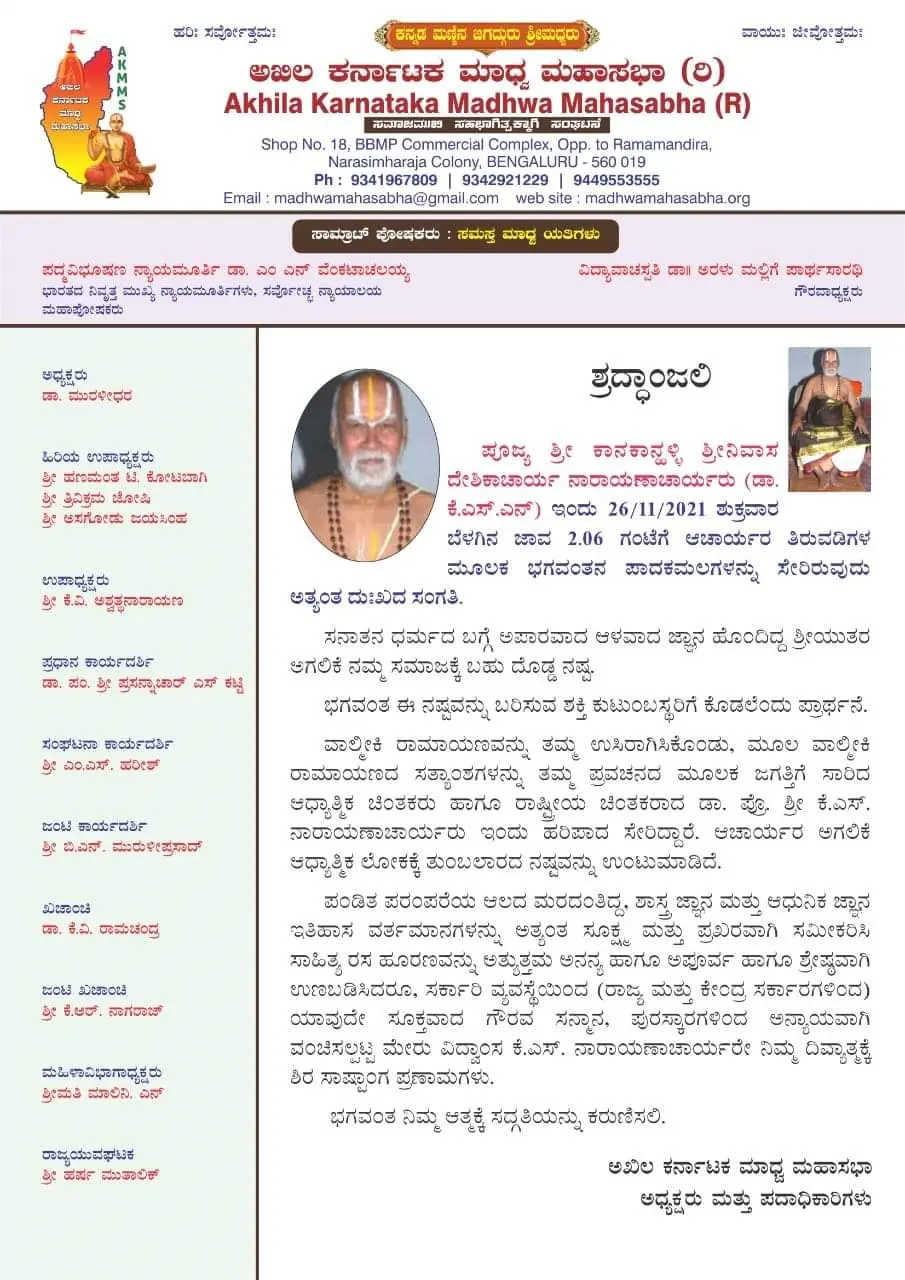 ಹರಿಃ ಸರ್ವೋತ್ತಮಃ
ಕನ್ನಡ ಮಣ್ಣಿನ ಜಗದ್ಗುರು ಶ್ರೀಮಧ್ವರು
ವಾಯುಃ ಜೀವೋತ್ತಮಃ
AKMMS
ಅಖಿಲ
ಕರ್ನಾಟಕ
ಮಾಧ್ವ
ಮಹಾಸಭಾ
ಅಖಿಲ ಕರ್ನಾಟಕ ಮಾಧ್ವ ಮಹಾಸಭಾ (ರಿ)
Akhila Karnataka Madhwa Mahasabha (R)
ಸಮಾಜಮುಖಿ ಸಹಭಾಗಿತ್ವಕ್ಕಾಗಿ ಸಂಘಟನೆ
Shop No. 18, BBMP Commercial Complex, Opp. to Ramamandira,
Narasimharaja Colony, BENGALURU - 560 019
Ph : 9341967809 | 9342921229 | 9449553555
Email : madhwamahasabha@gmail.com web site : madhwamahasabha.org
ಸಾಮ್ರಾಟ್ ಪೋಷಕರು : ಸಮಸ್ತ ಮಾಧ್ವ ಯತಿಗಳು
ಪದ್ಮವಿಭೂಷಣ ನ್ಯಾಯಮೂರ್ತಿ ಡಾ. ಎಂ ಎನ್ ವೆಂಕಟಾಚಲಯ್ಯ
ಭಾರತದ ನಿವೃತ್ತ ಮುಖ್ಯ ನ್ಯಾಯಮೂರ್ತಿಗಳು, ಸರ್ವೋಚ್ಛ ನ್ಯಾಯಾಲಯ
ಮಹಾಪೋಷಕರು
ವಿದ್ಯಾವಾಚಸ್ಪತಿ ಡಾ॥ ಅರಳು ಮಲ್ಲಿಗೆ ಪಾರ್ಥಸಾರಥಿ
ಗೌರವಾಧ್ಯಕ್ಷರು
ಅಧ್ಯಕ್ಷರು
ಡಾ. ಮುರಳೀಧರ
ಹಿರಿಯ ಉಪಾಧ್ಯಕ್ಷರು
ಶ್ರೀ ಹಣಮಂತ ಟಿ. ಕೋಟಬಾಗಿ
ಶ್ರೀ ತ್ರಿವಿಕ್ರಮ ಜೋಷಿ
ಶ್ರೀ ಅಸಗೋಡು ಜಯಸಿಂಹ
ಉಪಾಧ್ಯಕ್ಷರು
ಶ್ರೀ ಕೆ.ವಿ. ಅಶ್ವತ್ಥನಾರಾಯಣ
ಪ್ರಧಾನ ಕಾರ್ಯದರ್ಶಿ
ಡಾ. ಪಂ. ಶ್ರೀ ಪ್ರಸನ್ನಾಚಾರ್ ಎಸ್ ಕಟ್ಟಿ
ಸಂಘಟನಾ ಕಾರ್ಯದರ್ಶಿ
ಶ್ರೀ ಎಂ.ಎಸ್. ಹರೀಶ್
ಜಂಟಿ ಕಾರ್ಯದರ್ಶಿ
ಶ್ರೀ ಬಿ.ಎನ್. ಮುರುಳೀಪ್ರಸಾದ್
ಖಜಾಂಚಿ
ಡಾ. ಕೆ.ವಿ. ರಾಮಚಂದ್ರ
ಜಂಟಿ ಖಜಾಂಚಿ
ಶ್ರೀ ಕೆ.ಆರ್. ನಾಗರಾಜ್
ಮಹಿಳಾವಿಭಾಗಾಧ್ಯಕ್ಷರು
ಶ್ರೀಮತಿ ಮಾಲಿನಿ. ಎನ್
ರಾಜ್ಯಯುವಘಟಕ
ಶ್ರೀ ಹರ್ಷ ಮುತಾಲಿಕ್
ಶ್ರದ್ಧಾಂಜಲಿ
ಪೂಜ್ಯ ಶ್ರೀ ಕಾನಕಾನ್ಹಳ್ಳಿ ಶ್ರೀನಿವಾಸ
ದೇಶಿಕಾಚಾರ್ಯ ನಾರಾಯಣಾಚಾರ್ಯರು (ಡಾ.
ಕೆ.ಎಸ್.ಎನ್) ಇಂದು 26/11/2021 ಶುಕ್ರವಾರ
ಬೆಳಗಿನ ಜಾವ 2.06 ಗಂಟೆಗೆ ಆಚಾರ್ಯರ ತಿರುವಡಿಗಳ
ಮೂಲಕ ಭಗವಂತನ ಪಾದಕಮಲಗಳನ್ನು ಸೇರಿರುವುದು
ಅತ್ಯಂತ ದುಃಖದ ಸಂಗತಿ.
ಸನಾತನ ಧರ್ಮದ ಬಗ್ಗೆ ಅಪಾರವಾದ ಆಳವಾದ ಜ್ಞಾನ ಹೊಂದಿದ್ದ ಶ್ರೀಯುತರ
ಅಗಲಿಕೆ ನಮ್ಮ ಸಮಾಜಕ್ಕೆ ಬಹು ದೊಡ್ಡ ನಷ್ಟ.
ಭಗವಂತ ಈ ನಷ್ಟವನ್ನು ಬರಿಸುವ ಶಕ್ತಿ ಕುಟುಂಬಸ್ಥರಿಗೆ ಕೊಡಲೆಂದು ಪ್ರಾರ್ಥನೆ.
ವಾಲ್ಮೀಕಿ ರಾಮಾಯಣವನ್ನು ತಮ್ಮ ಉಸಿರಾಗಿಸಿಕೊಂಡು, ಮೂಲ ವಾಲ್ಮೀಕಿ
ರಾಮಾಯಣದ ಸತ್ಯಾಂಶಗಳನ್ನು ತಮ್ಮ ಪ್ರವಚನದ ಮೂಲಕ ಜಗತ್ತಿಗೆ ಸಾರಿದ
ಆಧ್ಯಾತ್ಮಿಕ ಚಿಂತಕರು ಹಾಗೂ ರಾಷ್ಟ್ರೀಯ ಚಿಂತಕರಾದ ಡಾ. ಪ್ರೊ. ಶ್ರೀ ಕೆ.ಎಸ್.
ನಾರಾಯಣಾಚಾರ್ಯರು ಇಂದು ಹರಿಪಾದ ಸೇರಿದ್ದಾರೆ. ಆಚಾರ್ಯರ ಅಗಲಿಕೆ
ಆಧ್ಯಾತ್ಮಿಕ ಲೋಕಕ್ಕೆ ತುಂಬಲಾರದ ನಷ್ಟವನ್ನು ಉಂಟುಮಾಡಿದೆ.
ಪಂಡಿತ ಪರಂಪರೆಯ ಆಲದ ಮರದಂತಿದ್ದ, ಶಾಸ್ತ್ರ ಜ್ಞಾನ ಮತ್ತು ಆಧುನಿಕ ಜ್ಞಾನ
ಇತಿಹಾಸ ವರ್ತಮಾನಗಳನ್ನು ಅತ್ಯಂತ ಸೂಕ್ಷ್ಮ ಮತ್ತು ಪ್ರಖರವಾಗಿ ಸಮೀಕರಿಸಿ
ಸಾಹಿತ್ಯ ರಸ ಹೂರಣವನ್ನು ಅತ್ಯುತ್ತಮ ಅನನ್ಯ ಹಾಗೂ ಅಪೂರ್ವ ಹಾಗೂ ಶ್ರೇಷ್ಠವಾಗಿ
ಉಣಬಡಿಸಿದರೂ, ಸರ್ಕಾರಿ ವ್ಯವಸ್ಥೆಯಿಂದ (ರಾಜ್ಯ ಮತ್ತು ಕೇಂದ್ರ ಸರ್ಕಾರಗಳಿಂದ)
ಯಾವುದೇ ಸೂಕ್ತವಾದ ಗೌರವ ಸನ್ಮಾನ, ಪುರಸ್ಕಾರಗಳಿಂದ ಅನ್ಯಾಯವಾಗಿ
ವಂಚಿಸಲ್ಪಟ್ಟ ಮೇರು ವಿದ್ವಾಂಸ ಕೆ.ಎಸ್. ನಾರಾಯಣಾಚಾರ್ಯರೇ ನಿಮ್ಮ ದಿವ್ಯಾತ್ಮಕ್ಕೆ
ಶಿರ ಸಾಷ್ಟಾಂಗ ಪ್ರಣಾಮಗಳು.
ಭಗವಂತ ನಿಮ್ಮ ಆತ್ಮಕ್ಕೆ ಸದ್ಗತಿಯನ್ನು ಕರುಣಿಸಲಿ.
ಅಖಿಲ ಕರ್ನಾಟಕ ಮಾಧ್ವ ಮಹಾಸಭಾ
ಅಧ್ಯಕ್ಷರು ಮತ್ತು ಪದಾಧಿಕಾರಿಗಳು